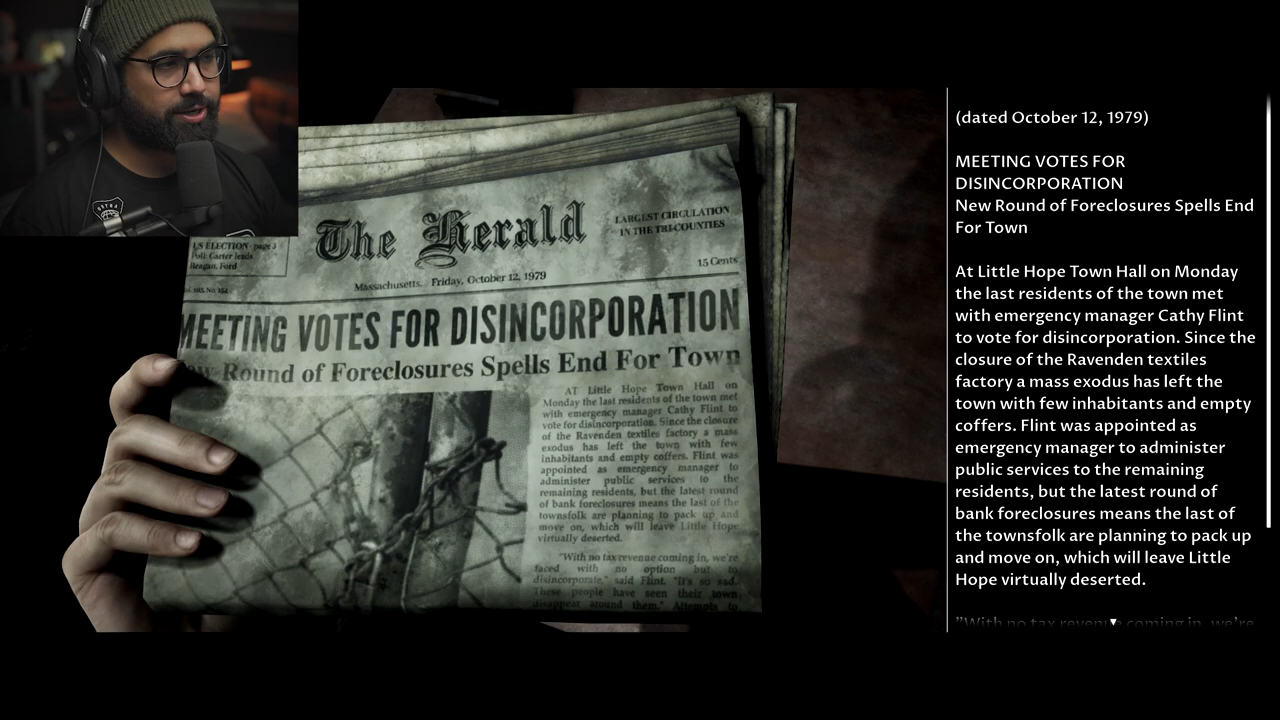 US ELECTION - page 3
Poll: Carter leads
Reagan, Ford
The Herald
LARGEST CIRCULATION
IN THE TRI-COUNTIES
15 Cents
Massachusetts. Friday, October 12, 1979
MEETING VOTES FOR DISINCORPORATION
Round of Foreclosures Spells End For Town
AT Little Hope Town Hall on
Monday the last residents of the town met
with emergency manager Cathy Flint to
vote for disincorporation. Since the closure
of the Ravenden textiles factory a mass
exodus has left the town with few
inhabitants and empty coffers. Flint was
appointed as emergency manager to
administer public services to the
remaining residents, but the latest round
of bank foreclosures means the last of the
townsfolk are planning to pack up and
move on, which will leave Little Hope
virtually deserted.
"With no tax revenue coming in, we're
faced with no option but to
disincorporate," said Flint. "It's so sad.
These people have seen their town
disappear around them." Attempts to
(dated October 12, 1979)
MEETING VOTES FOR
DISINCORPORATION
New Round of Foreclosures Spells End
For Town
At Little Hope Town Hall on Monday
the last residents of the town met
with emergency manager Cathy Flint
to vote for disincorporation. Since the
closure of the Ravenden textiles
factory a mass exodus has left the
town with few inhabitants and empty
coffers. Flint was appointed as
emergency manager to administer
public services to the remaining
residents, but the latest round of
bank foreclosures means the last of
the townsfolk are planning to pack up
and move on, which will leave Little
Hope virtually deserted.
"With no tax revenue coming in, we're